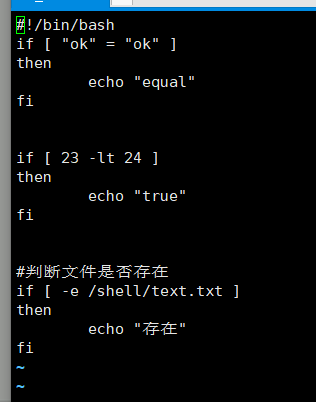 #!/bin/bash
if [ "ok" = "ok" ]
then
        echo "equal"
fi
if [ 23 -lt 24 ]
then
        echo "true"
fi
#判断文件是否存在
if [ -e /shell/text.txt ]
then
        echo "存在"
fi
~
~